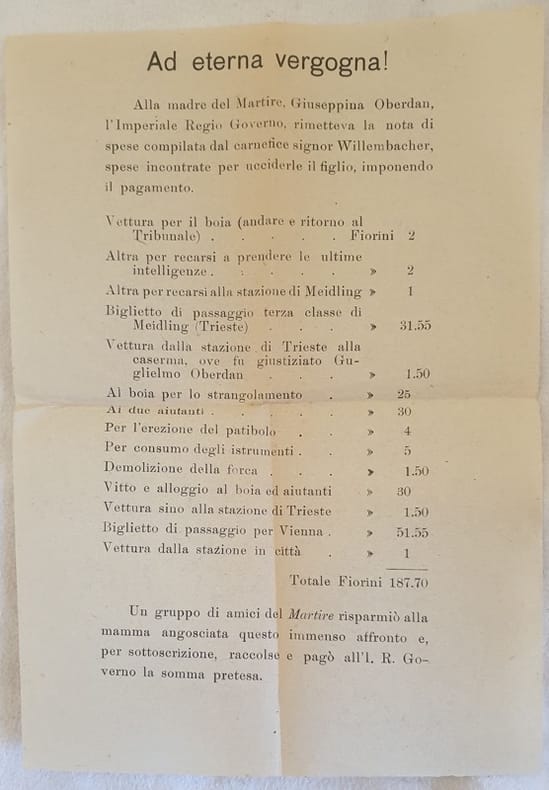 Ad eterna vergogna!
Alla madre del Martire, Giuseppina Oberdan,
l'Imperiale Regio Governo, rimetteva la nota di
spese compilata dal carnefice signor Willembacher,
spese incontrate per ucciderle il figlio, imponendo
il pagamento.
Vettura per il boia (andare e ritorno al
Tribunale) . . . . . Fiorini 2
Altra per recarsi a prendere le ultime
intelligenze . . . . . » 2
Altra per recarsi alla stazione di Meidling » 1
Biglietto di passaggio terza classe di
Meidling (Trieste) . . . » 31.55
Vettura dalla stazione di Trieste alla
caserma, ove fu giustiziato Gu-
glielmo Oberdan . . . » 1.50
Al boia per lo strangolamento . » 25
Ai due aiutanti . . . . . » 30
Per l'erezione del patibolo . . » 4
Per consumo degli istrumenti . . » 5
Demolizione della forca . . . » 1.50
Vitto e alloggio al boia ed aiutanti » 30
Vettura sino alla stazione di Trieste » 1.50
Biglietto di passaggio per Vienna . » 51.55
Vettura dalla stazione in città . » 1
Totale Fiorini 187.70
Un gruppo di amici del Martire risparmiò alla
mamma angosciata questo immenso affronto e,
per sottoscrizione, raccolse e pagò all'I. R. Go-
verno la somma pretesa.